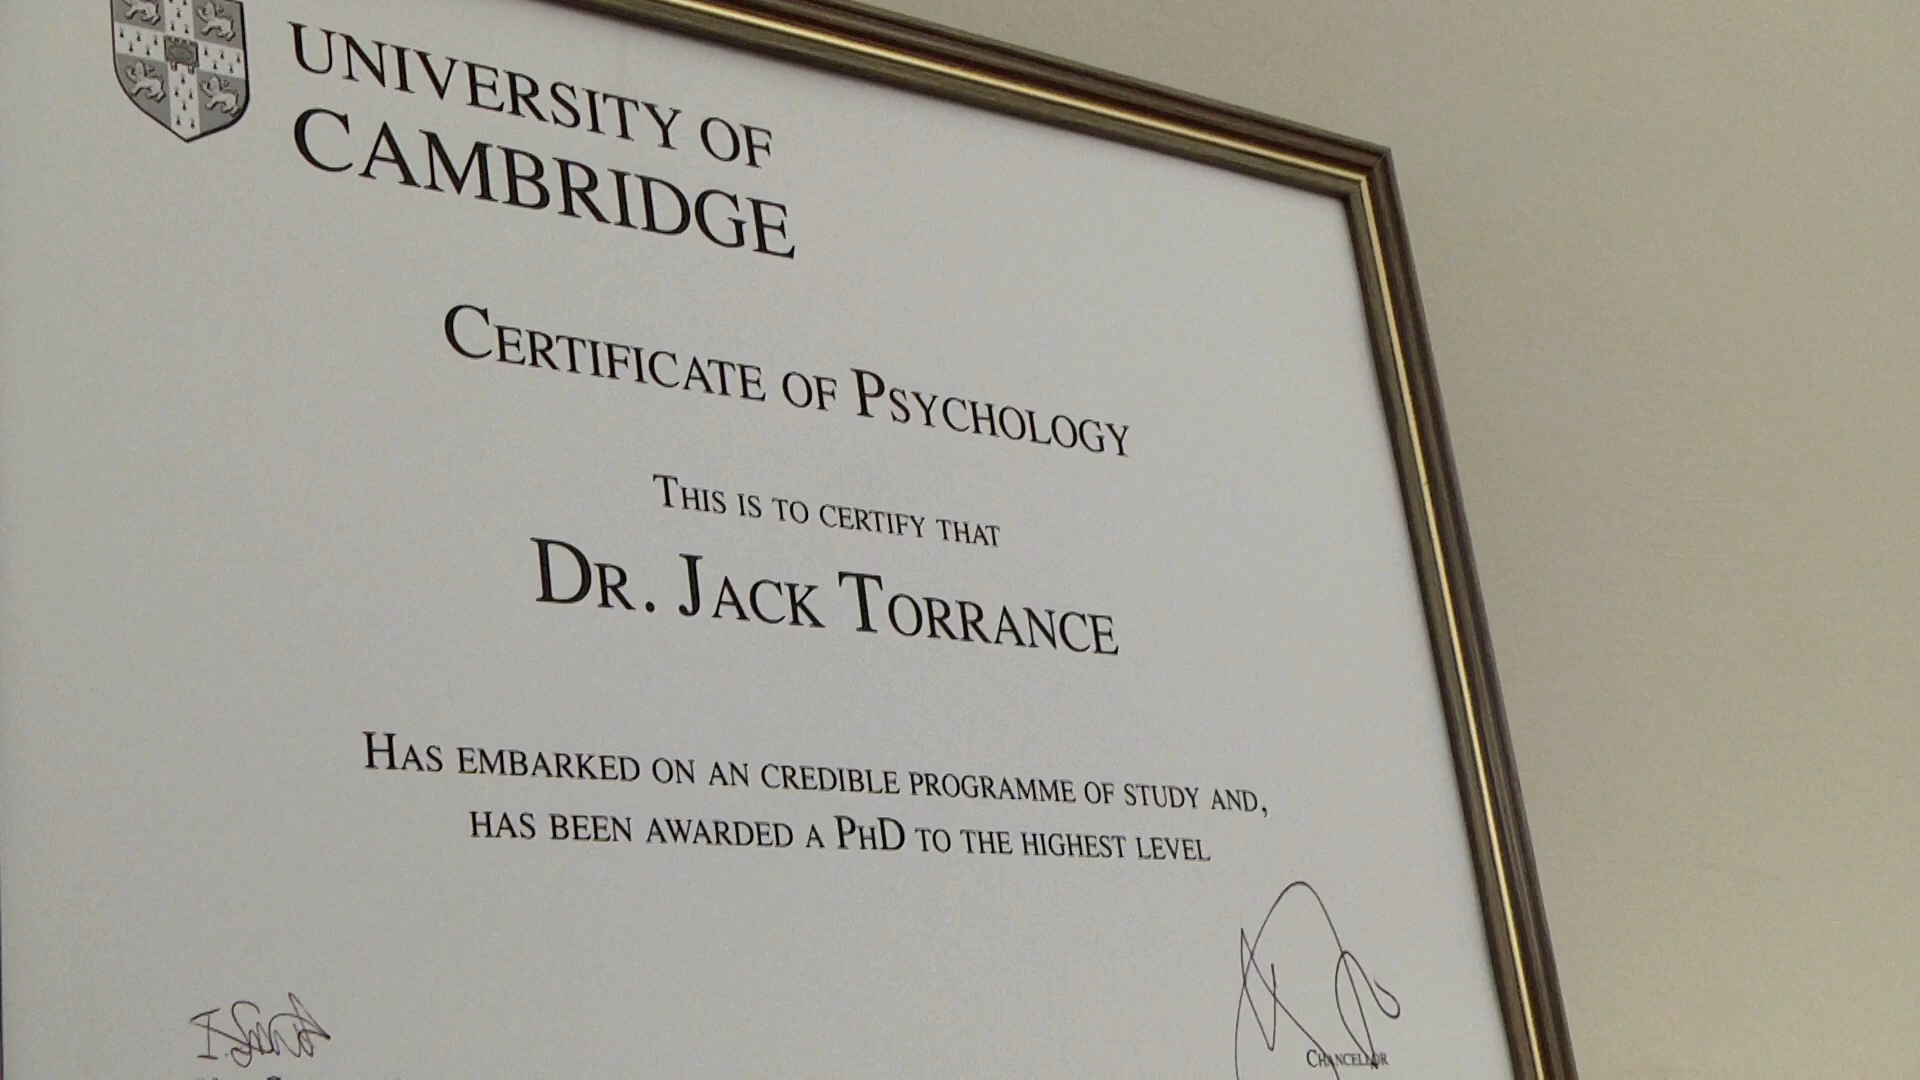 UNIVERSITY OF
CAMBRIDGE
CERTIFICATE OF PSYCHOLOGY
THIS IS TO CERTIFY THAT
DR. JACK TORRANCE
HAS EMBARKED ON AN CREDIBLE PROGRAMME OF STUDY AND,
HAS BEEN AWARDED A PHD TO THE HIGHEST LEVEL
CHANCELLOR